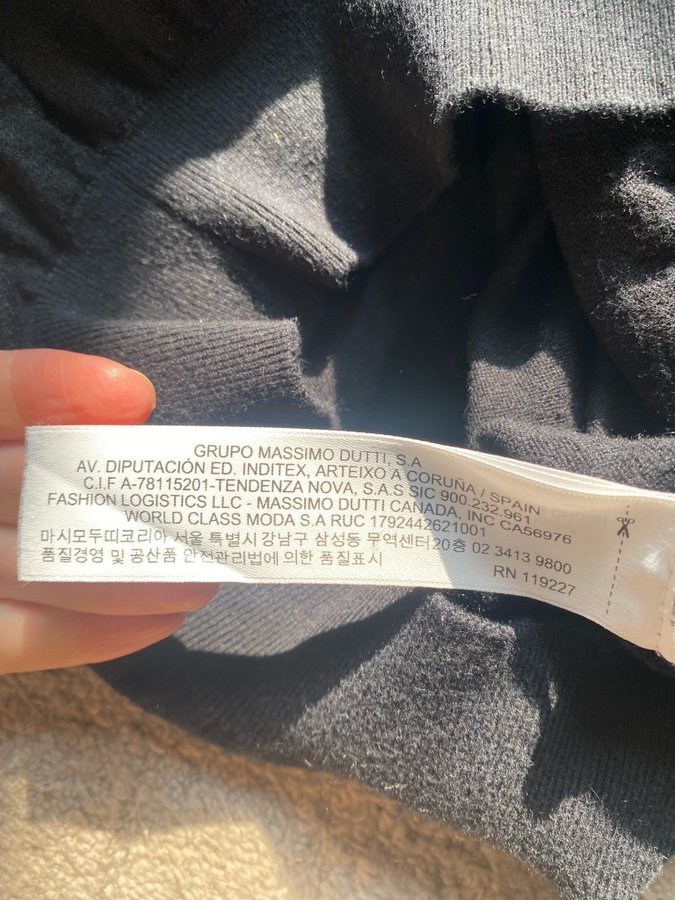 GRUPO MASSIMO DUTTI, S.A
AV. DIPUTACIÓN ED. INDITEX, ARTEIXO A CORUÑA / SPAIN
C.I.F A-78115201-TENDENZA NOVA, S.A.S SIC 900.232.961
FASHION LOGISTICS LLC - MASSIMO DUTTI CANADA, INC CA56976
WORLD CLASS MODA S.A RUC 1792442621001
마시모두띠코리아 서울 특별시 강남구 삼성동 무역센터20층 02 3413 9800
품질경영 및 공산품 안전관리법에 의한 품질표시
RN 119227